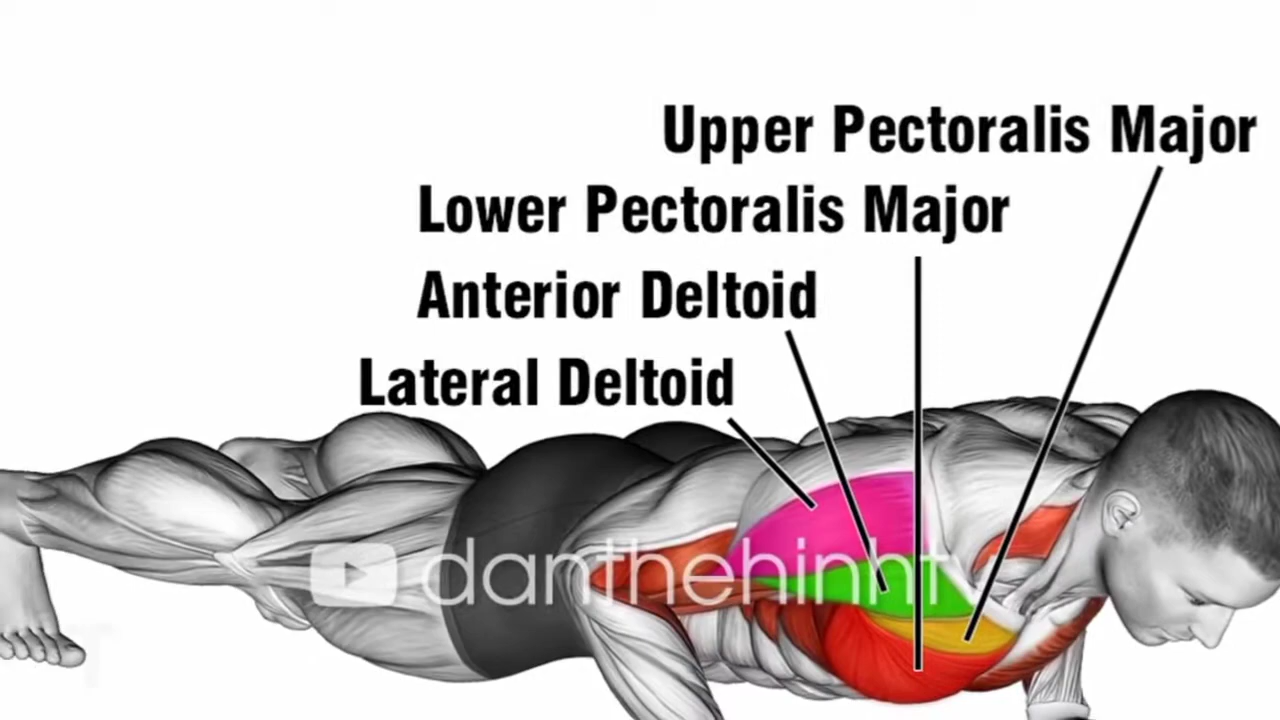 Upper Pectoralis Major
Lower Pectoralis Major
Anterior Deltoid
Lateral Deltoid
danthehinhtv